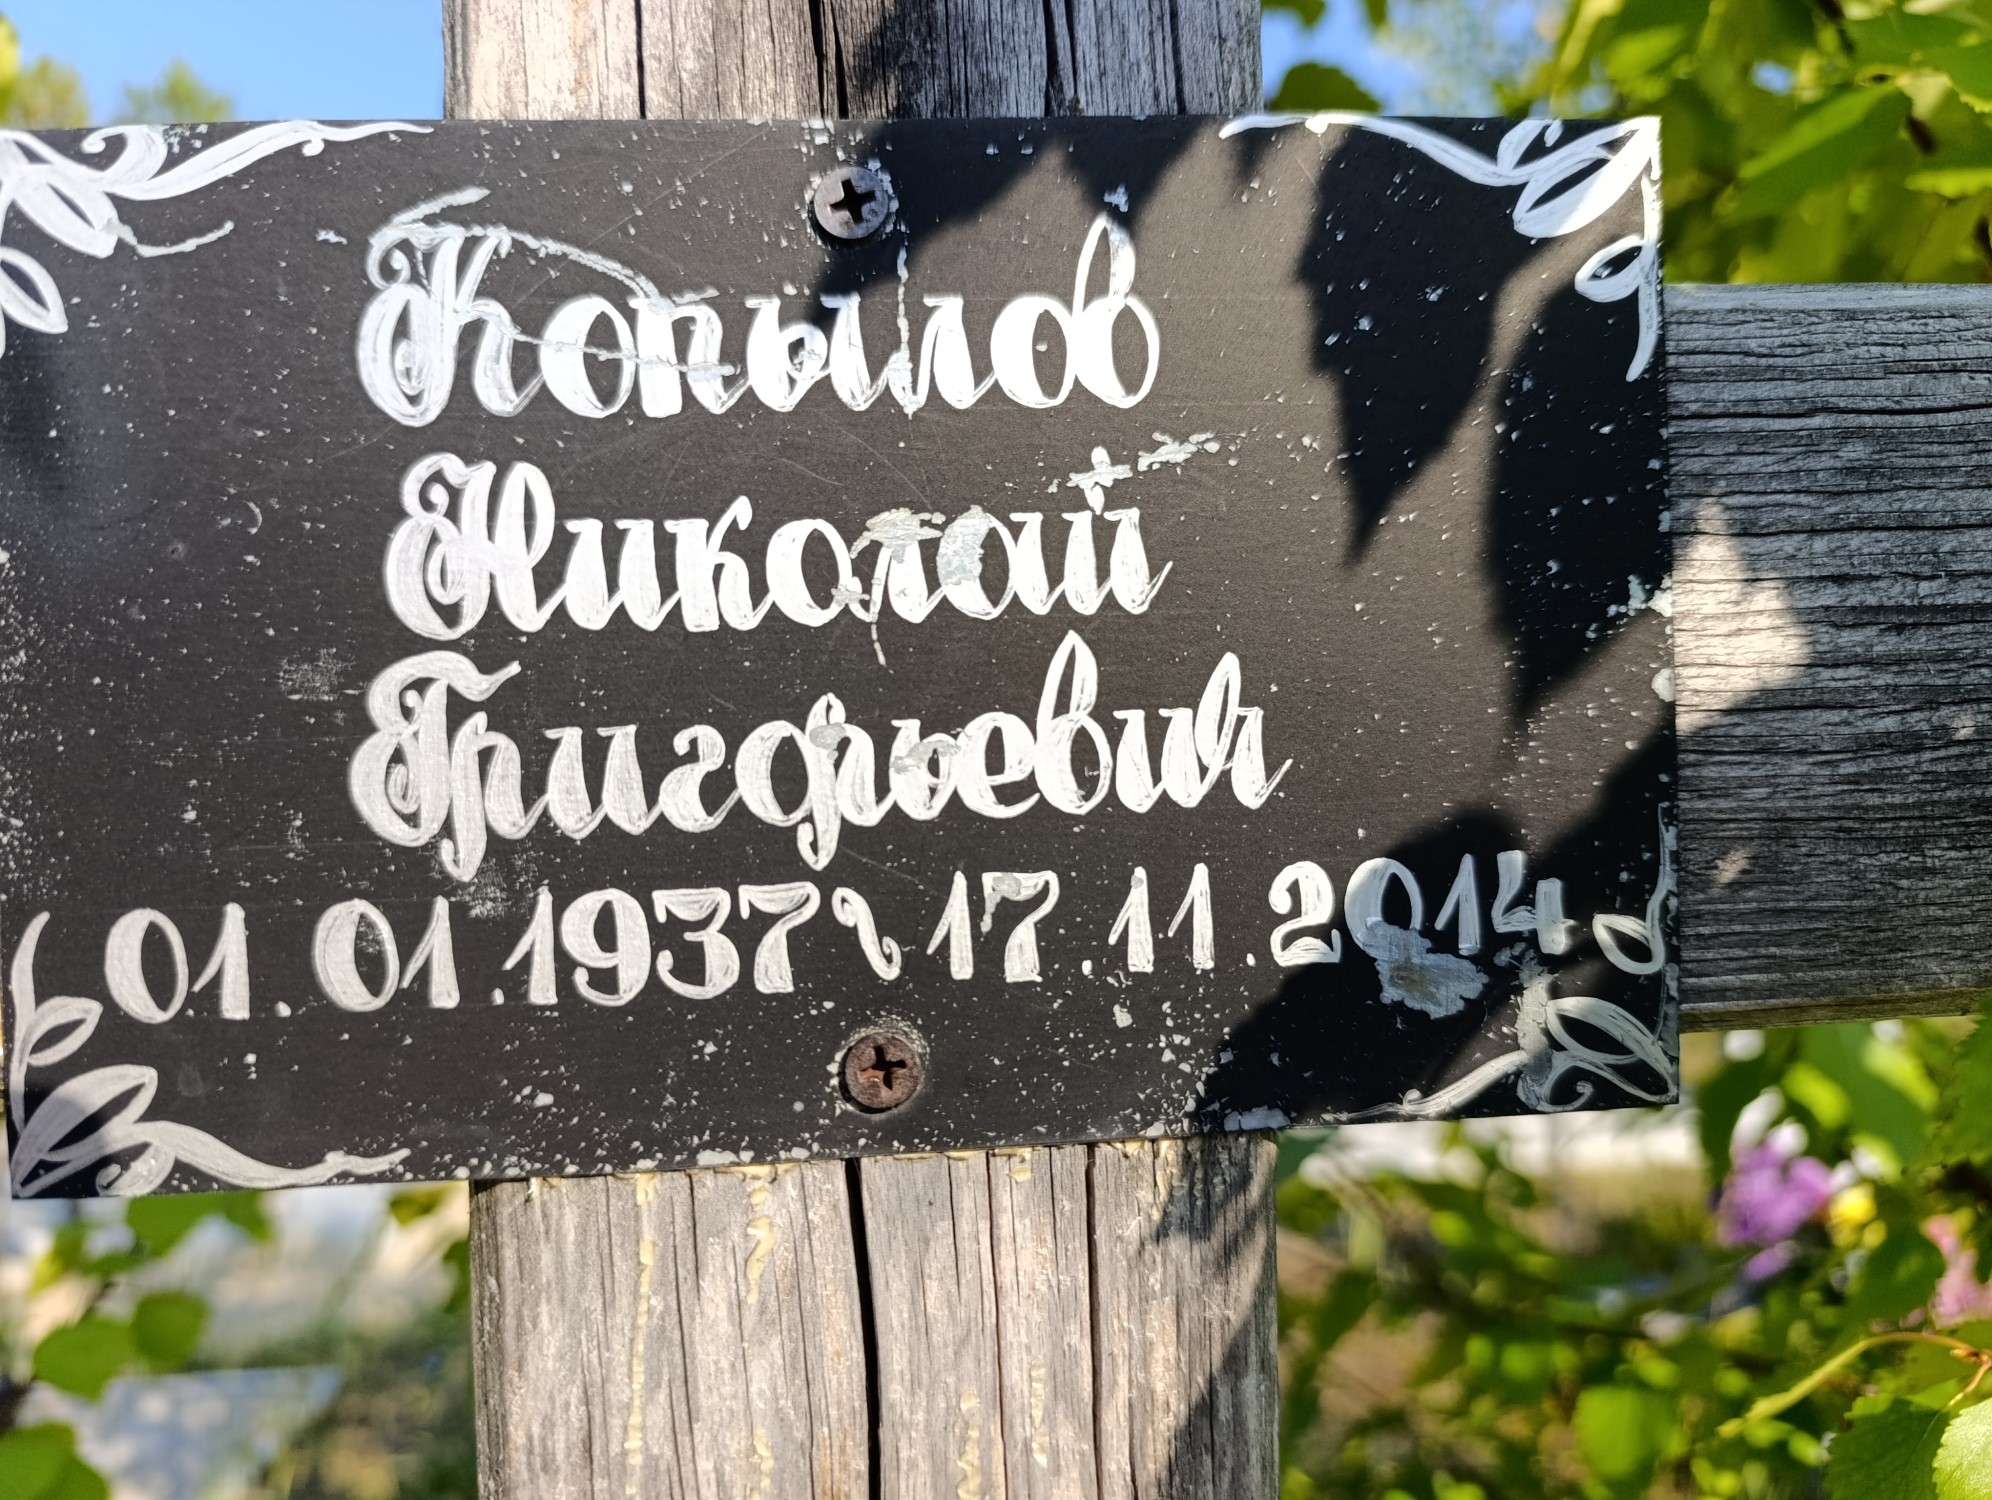 Копылов
Николай
Григорьевич
01.01.1937 ~ 17.11.2014